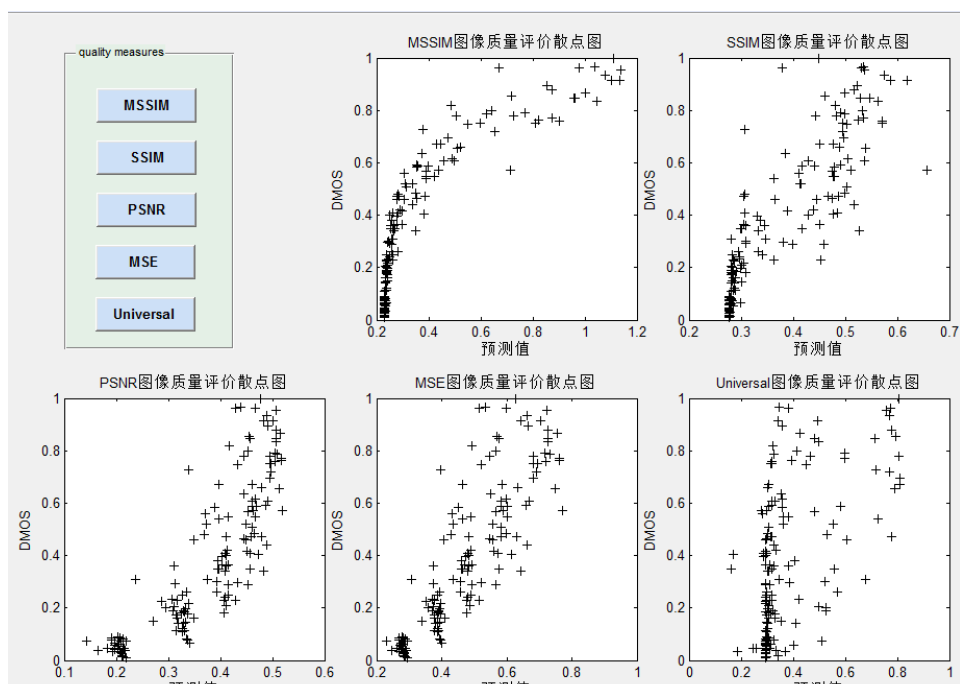 quality measures
MSSIM
SSIM
PSNR
MSE
Universal
MSSIM图像质量评价散点图
DMOS
1
0.8
0.6
0.4
0.2
0
0.2 0.4 0.6 0.8 1 1.2
预测值
SSIM图像质量评价散点图
DMOS
1
0.8
0.6
0.4
0.2
0
0.2 0.3 0.4 0.5 0.6 0.7
预测值
PSNR图像质量评价散点图
DMOS
1
0.8
0.6
0.4
0.2
0
0.1 0.2 0.3 0.4 0.5 0.6
预测值
MSE图像质量评价散点图
DMOS
1
0.8
0.6
0.4
0.2
0
0.2 0.4 0.6 0.8 1
预测值
Universal图像质量评价散点图
DMOS
1
0.8
0.6
0.4
0.2
0
0 0.2 0.4 0.6 0.8 1
预测值